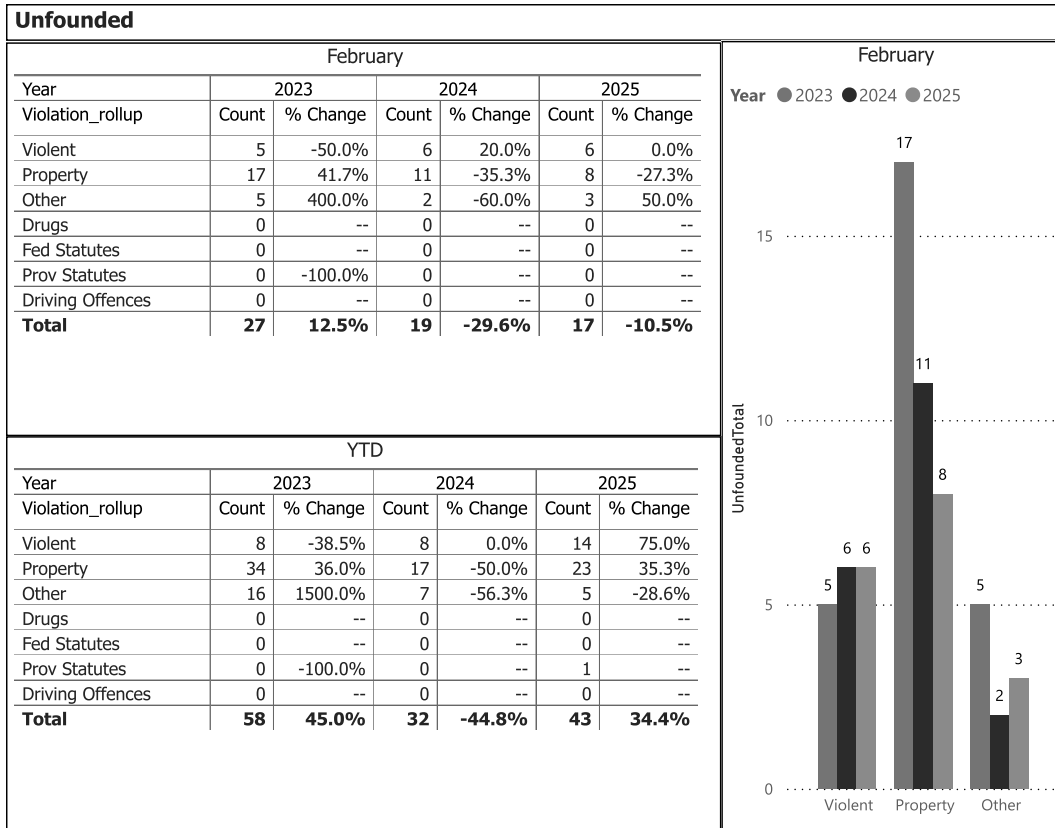 Unfounded
February
Year 2023 2024 2025
Violation_rollup Count % Change Count % Change Count % Change
Violent 5 -50.0% 6 20.0% 6 0.0%
Property 17 41.7% 11 -35.3% 8 -27.3%
Other 5 400.0% 2 -60.0% 3 50.0%
Drugs 0 -- 0 -- 0 --
Fed Statutes 0 -- 0 -- 0 --
Prov Statutes 0 -100.0% 0 -- 0 --
Driving Offences 0 -- 0 -- 0 --
Total 27 12.5% 19 -29.6% 17 -10.5%
YTD
Year 2023 2024 2025
Violation_rollup Count % Change Count % Change Count % Change
Violent 8 -38.5% 8 0.0% 14 75.0%
Property 34 36.0% 17 -50.0% 23 35.3%
Other 16 1500.0% 7 -56.3% 5 -28.6%
Drugs 0 -- 0 -- 0 --
Fed Statutes 0 -- 0 -- 0 --
Prov Statutes 0 -100.0% 0 -- 1 --
Driving Offences 0 -- 0 -- 0 --
Total 58 45.0% 32 -44.8% 43 34.4%
February
Year 2023 2024 2025
17
15
11
10
UnfoundedTotal
8
6 6
5 5
5
3
2
0
Violent Property Other